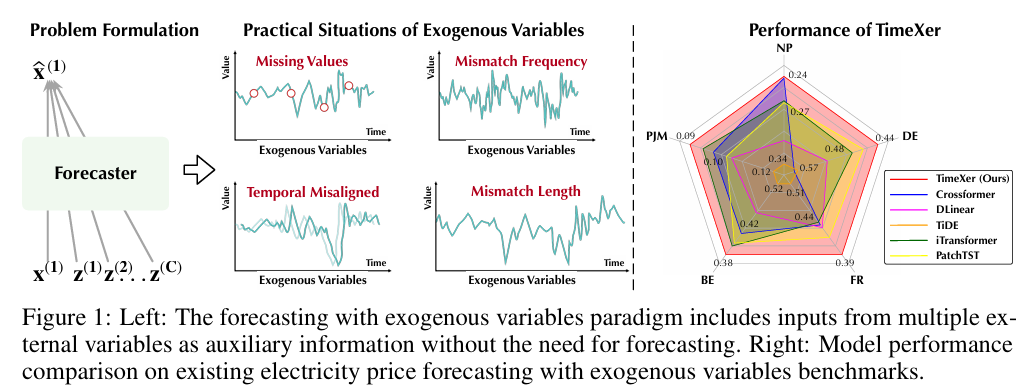 Problem Formulation
Practical Situations of Exogenous Variables
Performance of TimeXer
x̂(1)
Forecaster
x(1) z(1) z(2) ... z(C)
Value
Missing Values
Time
Exogenous Variables
Value
Mismatch Frequency
Time
Exogenous Variables
Value
Temporal Misaligned
Time
Exogenous Variables
Value
Mismatch Length
Time
Exogenous Variables
NP
0.24
0.27
0.34
PJM
0.09
0.10
0.12
DE
0.44
0.48
0.51
0.52
0.42
0.44
0.38
0.39
BE
FR
TimeXer (Ours)
Crossformer
DLinear
TiDE
iTransformer
PatchTST
Figure 1: Left: The forecasting with exogenous variables paradigm includes inputs from multiple ex-
ternal variables as auxiliary information without the need for forecasting. Right: Model performance
comparison on existing electricity price forecasting with exogenous variables benchmarks.